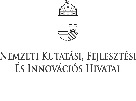 NEMZETI KUTATÁSI, FEJLESZTÉSI
ÉS INNOVÁCIÓS HIVATAL